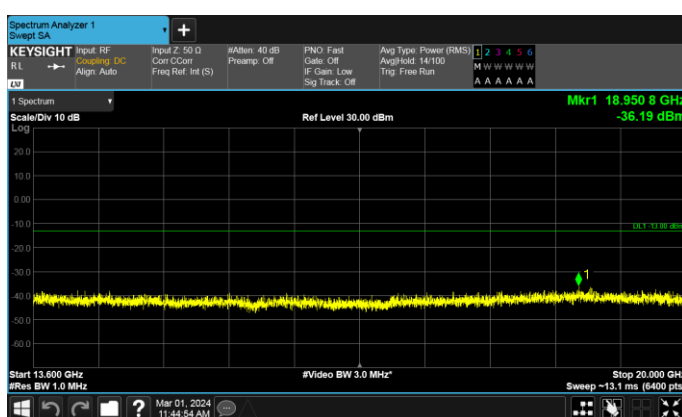 Spectrum Analyzer 1
Swept SA
+
KEYSIGHT Input: RF Input Z: 50 Ω #Atten: 40 dB PNO: Fast Avg Type: Power (RMS) 1 2 3 4 5 6
RL Coupling: DC Corr CCorr Preamp: Off Gate: Off Avg|Hold: 14/100 M W W W W W
Align: Auto Freq Ref: Int (S) IF Gain: Low Trig: Free Run
LXI Sig Track: Off A A A A A A
1 Spectrum Mkr1 18.950 8 GHz
Scale/Div 10 dB Ref Level 30.00 dBm -36.19 dBm
Log
20.0
10.0
0.00
-10.0
DL1 -13.00 dBm
-20.0
-30.0
1
-40.0
-50.0
-60.0
Start 13.600 GHz #Video BW 3.0 MHz* Stop 20.000 GHz
#Res BW 1.0 MHz Sweep ~13.1 ms (6400 pts
? Mar 01, 2024
11:44:54 AM